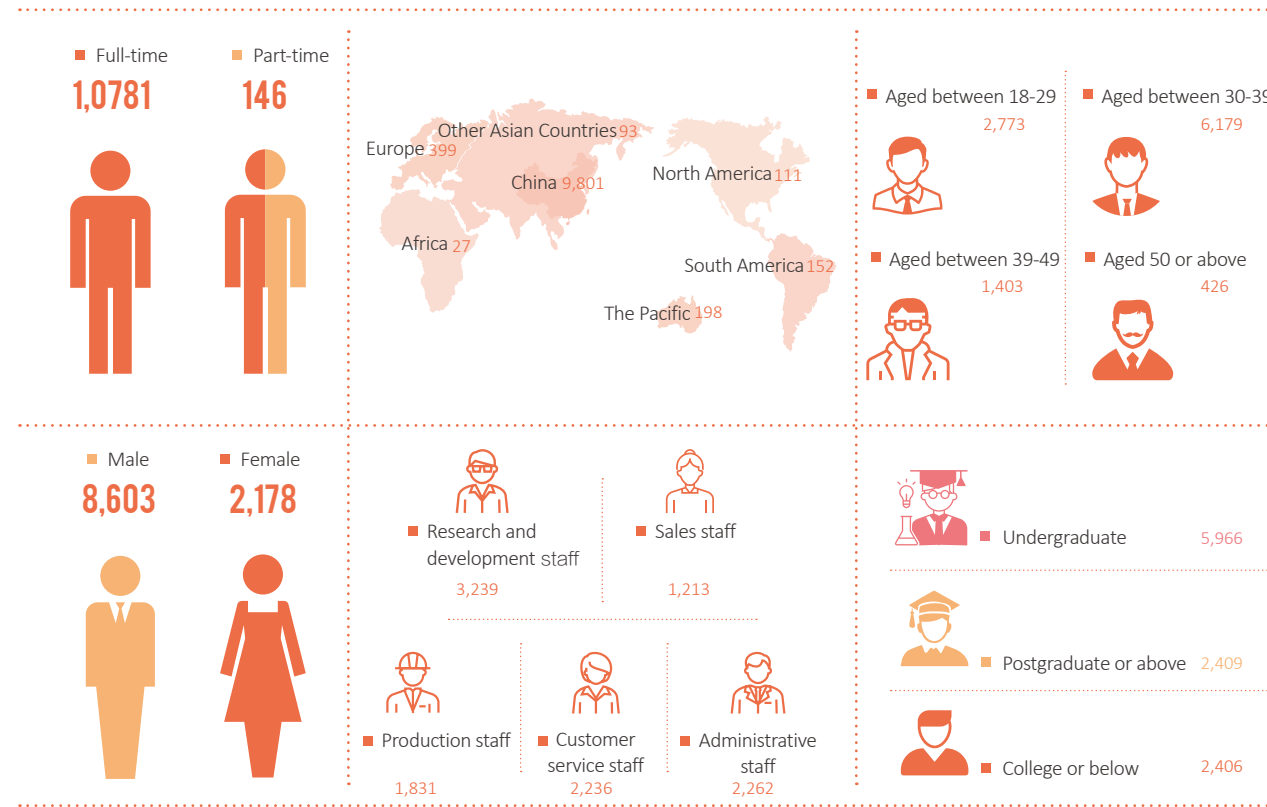 Full-time
1,0781
Part-time
146
Other Asian Countries 93
Europe 399
China 9,801
North America 111
Africa 27
South America 152
The Pacific 198
Aged between 18-29
2,773
Aged between 30-39
6,179
Aged between 39-49
1,403
Aged 50 or above
426
Male
8,603
Female
2,178
Research and
development staff
3,239
Sales staff
1,213
Production staff
1,831
Customer
service staff
2,236
Administrative
staff
2,262
Undergraduate 5,966
Postgraduate or above 2,409
College or below 2,406